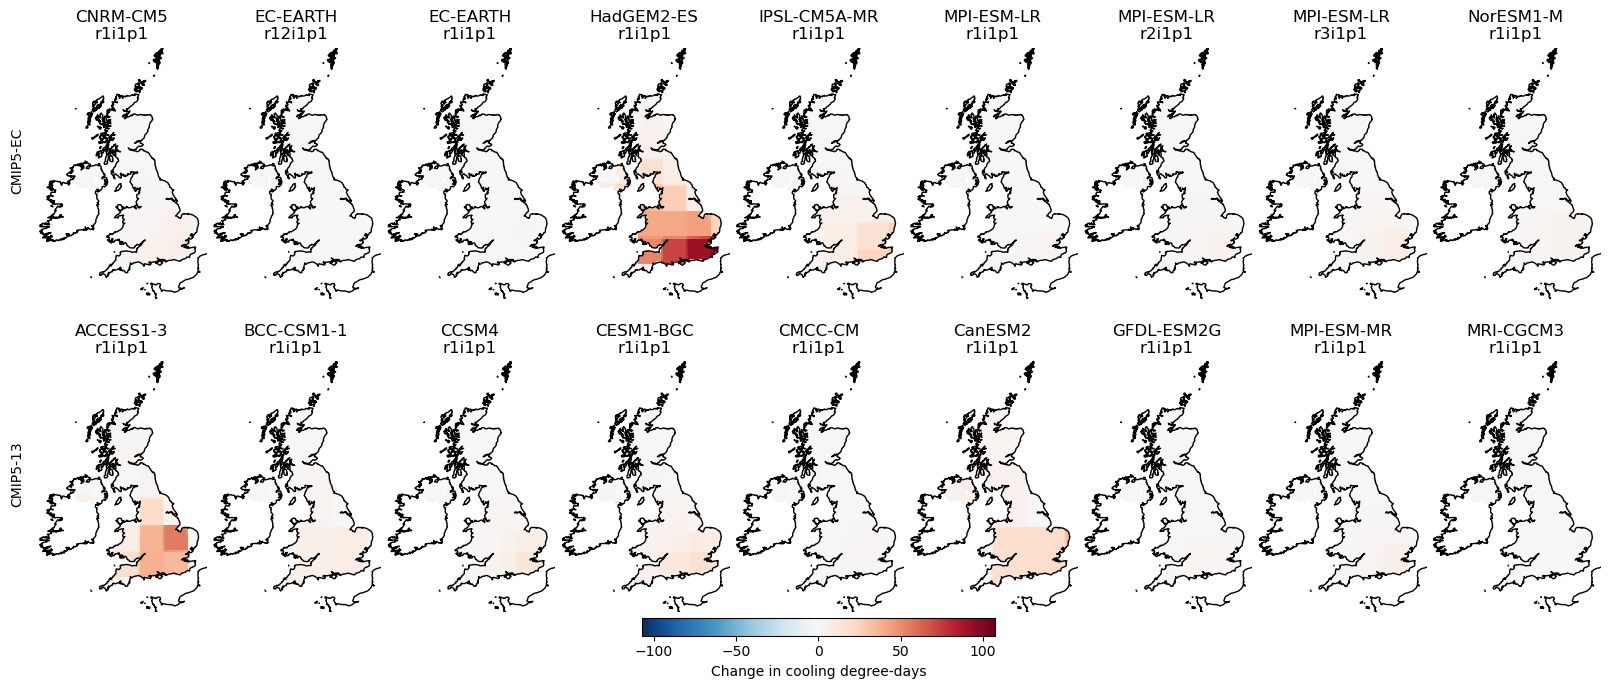 CNRM-CM5 EC-EARTH EC-EARTH HadGEM2-ES IPSL-CM5A-MR MPI-ESM-LR MPI-ESM-LR MPI-ESM-LR NorESM1-M
r1i1p1 r12i1p1 r1i1p1 r1i1p1 r1i1p1 r1i1p1 r2i1p1 r3i1p1 r1i1p1
CMIP5-EC
ACCESS1-3 BCC-CSM1-1 CCSM4 CESM1-BGC CMCC-CM CanESM2 GFDL-ESM2G MPI-ESM-MR MRI-CGCM3
r1i1p1 r1i1p1 r1i1p1 r1i1p1 r1i1p1 r1i1p1 r1i1p1 r1i1p1 r1i1p1
CMIP5-13
−100 −50 0 50 100
Change in cooling degree-days